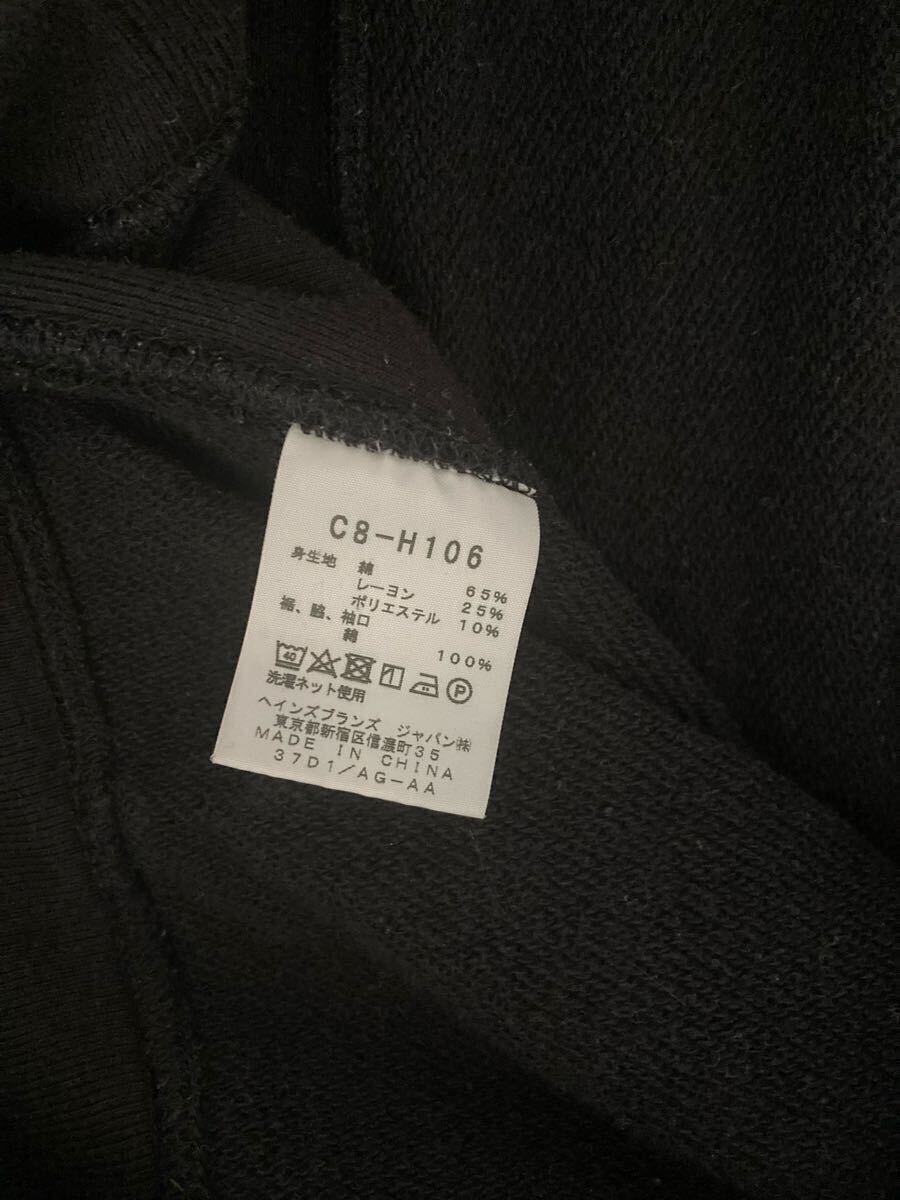 C8-H106
身生地 綿 65%
レーヨン 25%
ポリエステル 10%
裾、脇、袖口
綿 100%
40 P
洗濯ネット使用
ヘインズブランズ ジャパン㈱
東京都新宿区信濃町35
MADE IN CHINA
37D1/AG-AA